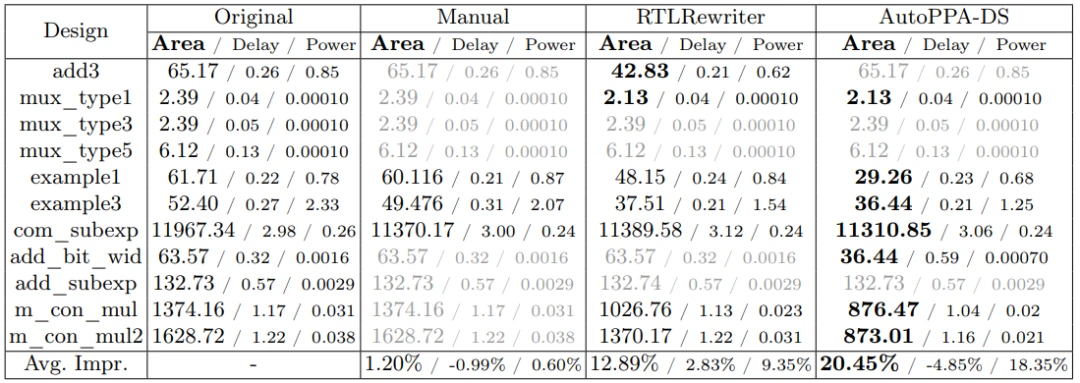 Design Original Manual RTLRewriter AutoPPA-DS
Area / Delay / Power Area / Delay / Power Area / Delay / Power Area / Delay / Power
add3 65.17 / 0.26 / 0.85 65.17 / 0.26 / 0.85 42.83 / 0.21 / 0.62 65.17 / 0.26 / 0.85
mux_type1 2.39 / 0.04 / 0.00010 2.39 / 0.04 / 0.00010 2.13 / 0.04 / 0.00010 2.13 / 0.04 / 0.00010
mux_type3 2.39 / 0.05 / 0.00010 2.39 / 0.05 / 0.00010 2.39 / 0.05 / 0.00010 2.39 / 0.05 / 0.00010
mux_type5 6.12 / 0.13 / 0.00010 6.12 / 0.13 / 0.00010 6.12 / 0.13 / 0.00010 6.12 / 0.13 / 0.00010
example1 61.71 / 0.22 / 0.78 60.116 / 0.21 / 0.87 48.15 / 0.24 / 0.84 29.26 / 0.23 / 0.68
example3 52.40 / 0.27 / 2.33 49.476 / 0.31 / 2.07 37.51 / 0.21 / 1.54 36.44 / 0.21 / 1.25
com_subexp 11967.34 / 2.98 / 0.26 11370.17 / 3.00 / 0.24 11389.58 / 3.12 / 0.24 11310.85 / 3.06 / 0.24
add_bit_wid 63.57 / 0.32 / 0.0016 63.57 / 0.32 / 0.0016 63.57 / 0.32 / 0.0016 36.44 / 0.59 / 0.00070
add_subexp 132.73 / 0.57 / 0.0029 132.73 / 0.57 / 0.0029 132.74 / 0.57 / 0.0029 132.73 / 0.57 / 0.0029
m_con_mul 1374.16 / 1.17 / 0.031 1374.16 / 1.17 / 0.031 1026.76 / 1.13 / 0.023 876.47 / 1.04 / 0.02
m_con_mul2 1628.72 / 1.22 / 0.038 1628.72 / 1.22 / 0.038 1370.17 / 1.22 / 0.031 873.01 / 1.16 / 0.021
Avg. Impr. - 1.20% / -0.99% / 0.60% 12.89% / 2.83% / 9.35% 20.45% / -4.85% / 18.35%